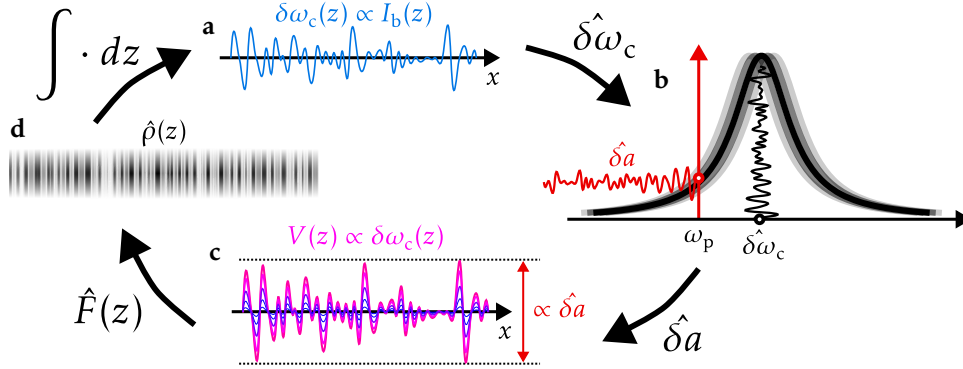 ∫ · dz
a
δω_c(z) ∝ I_b(z)
x
δω̂_c
b
δâ
ω_p
δω̂_c
d
ρ̂(z)
c
V(z) ∝ δω_c(z)
x
∝ δâ
F̂(z)
δâ